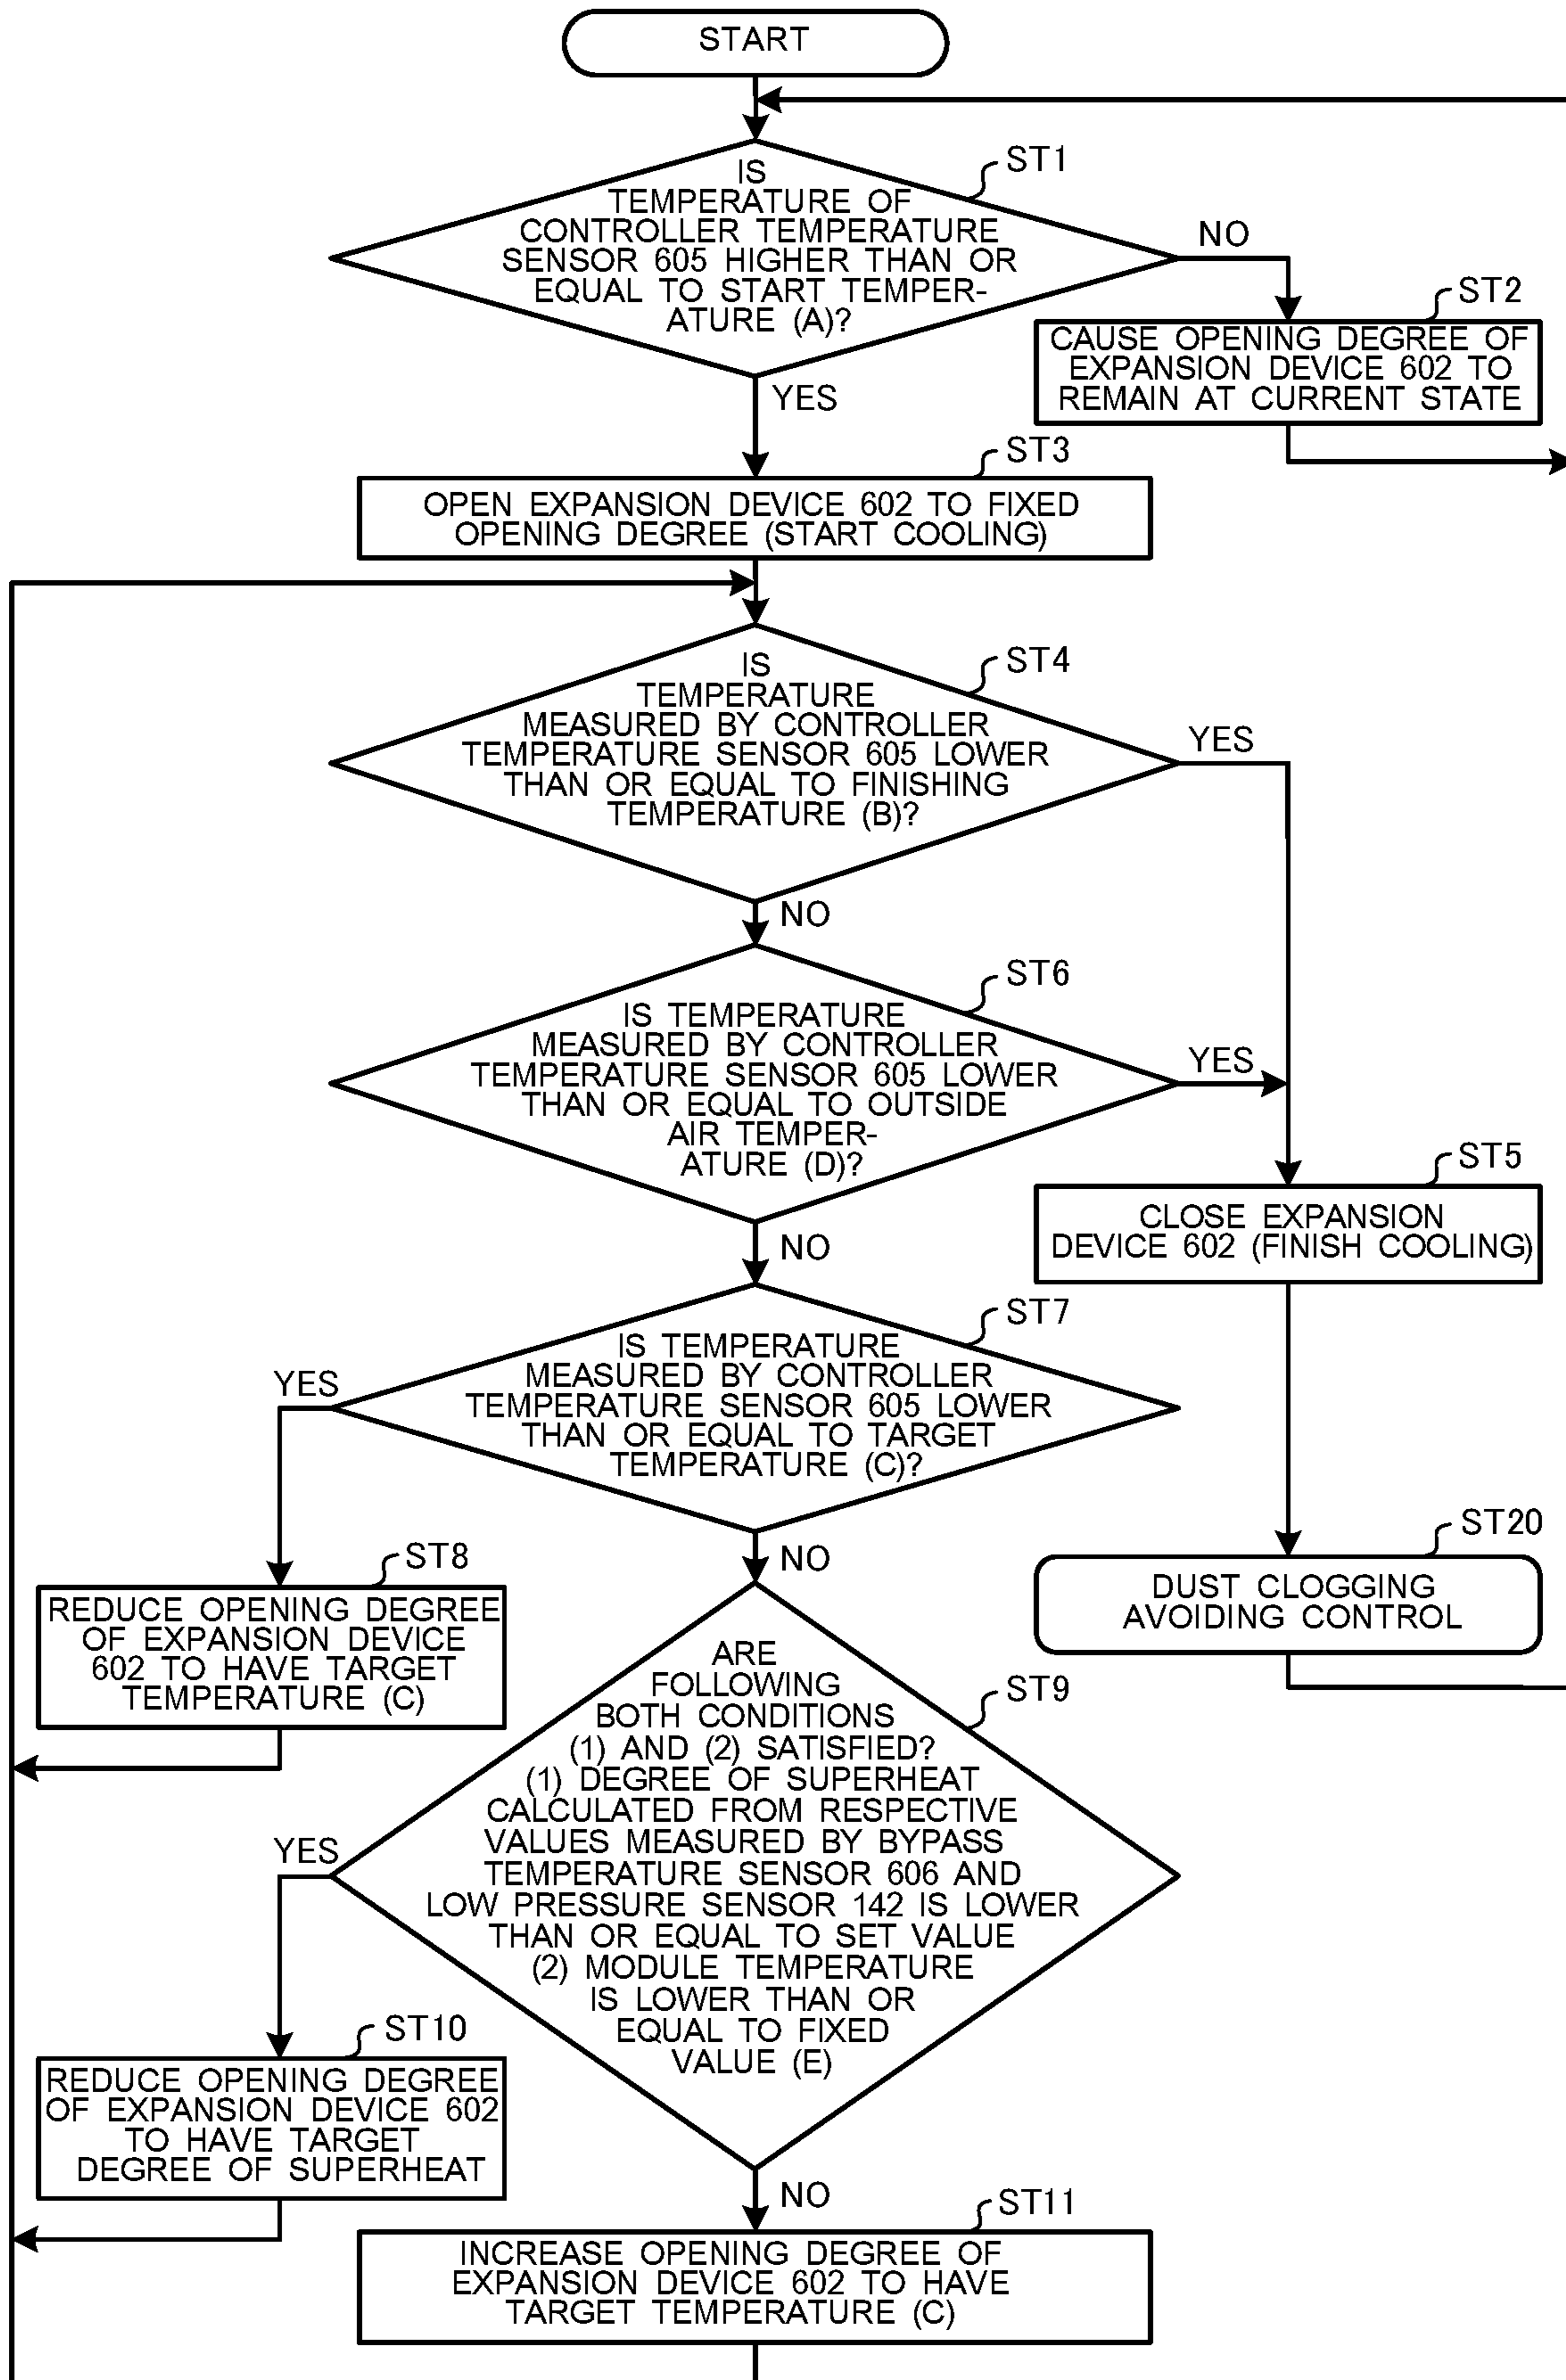 START
ST1
IS
TEMPERATURE OF
CONTROLLER TEMPERATURE
SENSOR 605 HIGHER THAN OR
EQUAL TO START TEMPER-
ATURE (A)?
NO
YES
ST2
CAUSE OPENING DEGREE OF
EXPANSION DEVICE 602 TO
REMAIN AT CURRENT STATE
ST3
OPEN EXPANSION DEVICE 602 TO FIXED
OPENING DEGREE (START COOLING)
ST4
IS
TEMPERATURE
MEASURED BY CONTROLLER
TEMPERATURE SENSOR 605 LOWER
THAN OR EQUAL TO FINISHING
TEMPERATURE (B)?
YES
NO
ST6
IS TEMPERATURE
MEASURED BY CONTROLLER
TEMPERATURE SENSOR 605 LOWER
THAN OR EQUAL TO OUTSIDE
AIR TEMPER-
ATURE (D)?
YES
NO
ST5
CLOSE EXPANSION
DEVICE 602 (FINISH COOLING)
ST7
IS TEMPERATURE
MEASURED BY CONTROLLER
TEMPERATURE SENSOR 605 LOWER
THAN OR EQUAL TO TARGET
TEMPERATURE (C)?
YES
NO
ST20
DUST CLOGGING
AVOIDING CONTROL
ST8
REDUCE OPENING DEGREE
OF EXPANSION DEVICE
602 TO HAVE TARGET
TEMPERATURE (C)
ST9
ARE
FOLLOWING
BOTH CONDITIONS
(1) AND (2) SATISFIED?
(1) DEGREE OF SUPERHEAT
CALCULATED FROM RESPECTIVE
VALUES MEASURED BY BYPASS
TEMPERATURE SENSOR 606 AND
LOW PRESSURE SENSOR 142 IS LOWER
THAN OR EQUAL TO SET VALUE
(2) MODULE TEMPERATURE
IS LOWER THAN OR
EQUAL TO FIXED
VALUE (E)
YES
NO
ST10
REDUCE OPENING DEGREE
OF EXPANSION DEVICE 602
TO HAVE TARGET
DEGREE OF SUPERHEAT
ST11
INCREASE OPENING DEGREE OF
EXPANSION DEVICE 602 TO HAVE
TARGET TEMPERATURE (C)